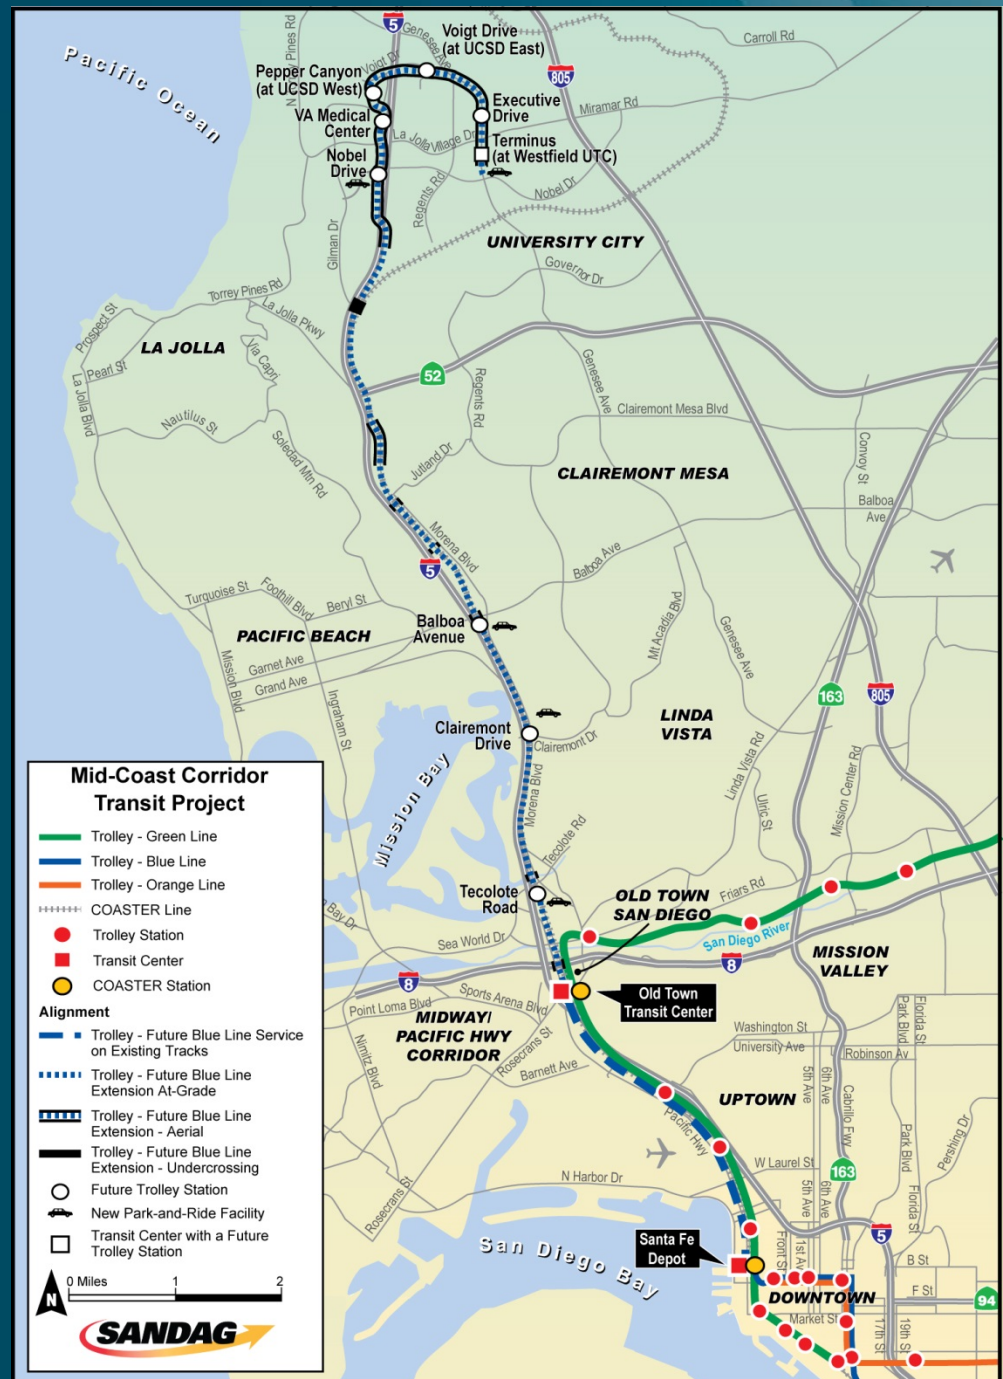 Pacific Ocean
5
Genesee Ave
Voigt Drive
(at UCSD East)
Carroll Rd
805
N Torrey Pines Rd
Voigt Dr
Pepper Canyon
(at UCSD West)
Executive
Drive
Miramar Rd
VA Medical
Center
La Jolla Village Dr
Terminus
(at Westfield UTC)
Nobel
Drive
Regents Rd
Nobel Dr
Gilman Dr
UNIVERSITY CITY
Governor Dr
Torrey Pines Rd
La Jolla Pkwy
Prospect St
LA JOLLA
Via Capri
Pearl St
52
Regents Rd
Genesee Ave
La Jolla Blvd
Nautilus St
Clairemont Mesa Blvd
Soledad Mtn Rd
Jutland Dr
Convoy St
CLAIREMONT MESA
Balboa
Ave
Morena Blvd
5
Balboa Ave
Turquoise St
Foothill Blvd
Beryl St
Mt Acadia Blvd
Genesee Ave
PACIFIC BEACH
Balboa
Avenue
Garnet Ave
Grand Ave
Mission Blvd
Ingraham St
163
805
LINDA
VISTA
Clairemont
Drive
Clairemont Dr
Linda Vista Rd
Mission Center Rd
Mission Bay
Morena Blvd
Ulric St
Tecolote Rd
Tecolote
Road
OLD TOWN
SAN DIEGO
Friars Rd
San Diego River
Bay Dr
Sea World Dr
MISSION
VALLEY
8
8
Sports Arena Blvd
Point Loma Blvd
Old Town
Transit Center
MIDWAY/
PACIFIC HWY
CORRIDOR
Nimitz Blvd
Rosecrans St
Barnett Ave
Washington St
University Ave
Robinson Av
Park Blvd
Florida St
5th Ave
6th Ave
Cabrillo Fwy
UPTOWN
Pacific Hwy
Park Blvd
Pershing Dr
W Laurel St
163
N Harbor Dr
Rosecrans St
5th Ave
6th Ave
Florida St
San Diego Bay
Santa Fe
Depot
Front St
1st Av
5
B St
DOWNTOWN
F St
94
Market St
17th St
19th St
Mid-Coast Corridor
Transit Project
Trolley - Green Line
Trolley - Blue Line
Trolley - Orange Line
COASTER Line
Trolley Station
Transit Center
COASTER Station
Alignment
Trolley - Future Blue Line Service
on Existing Tracks
Trolley - Future Blue Line
Extension At-Grade
Trolley - Future Blue Line
Extension - Aerial
Trolley - Future Blue Line
Extension - Undercrossing
Future Trolley Station
New Park-and-Ride Facility
Transit Center with a Future
Trolley Station
N
0 Miles 1 2
SANDAG